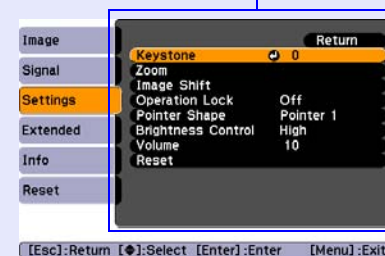 Image
Signal
Settings
Extended
Info
Reset
Return
Keystone 0
Zoom
Image Shift
Operation Lock Off
Pointer Shape Pointer 1
Brightness Control High
Volume 10
Reset
[Esc]:Return [◆]:Select [Enter]:Enter [Menu]:Exit